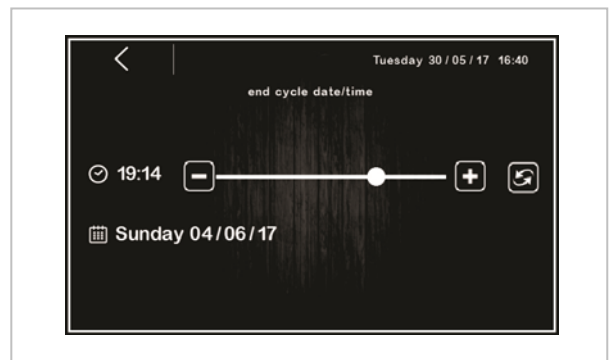 Tuesday 30 / 05 / 17 16:40
end cycle date/time
19:14
Sunday 04 / 06 / 17